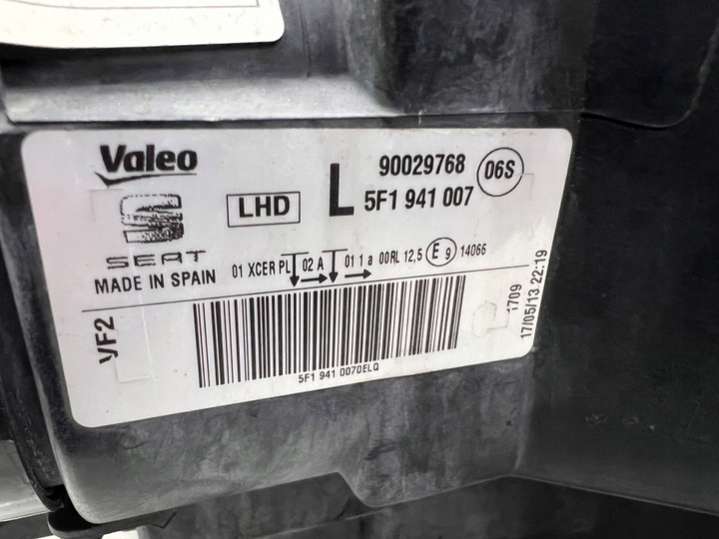 Valeo
90029768
06S
LHD
L
5F1 941 007
SEAT
MADE IN SPAIN
01 XCER PL 02 A 01 1 a 00RL 12,5 E 9 14066
VF2
1709
17/05/13 22:19
5F1 941 0070ELQ